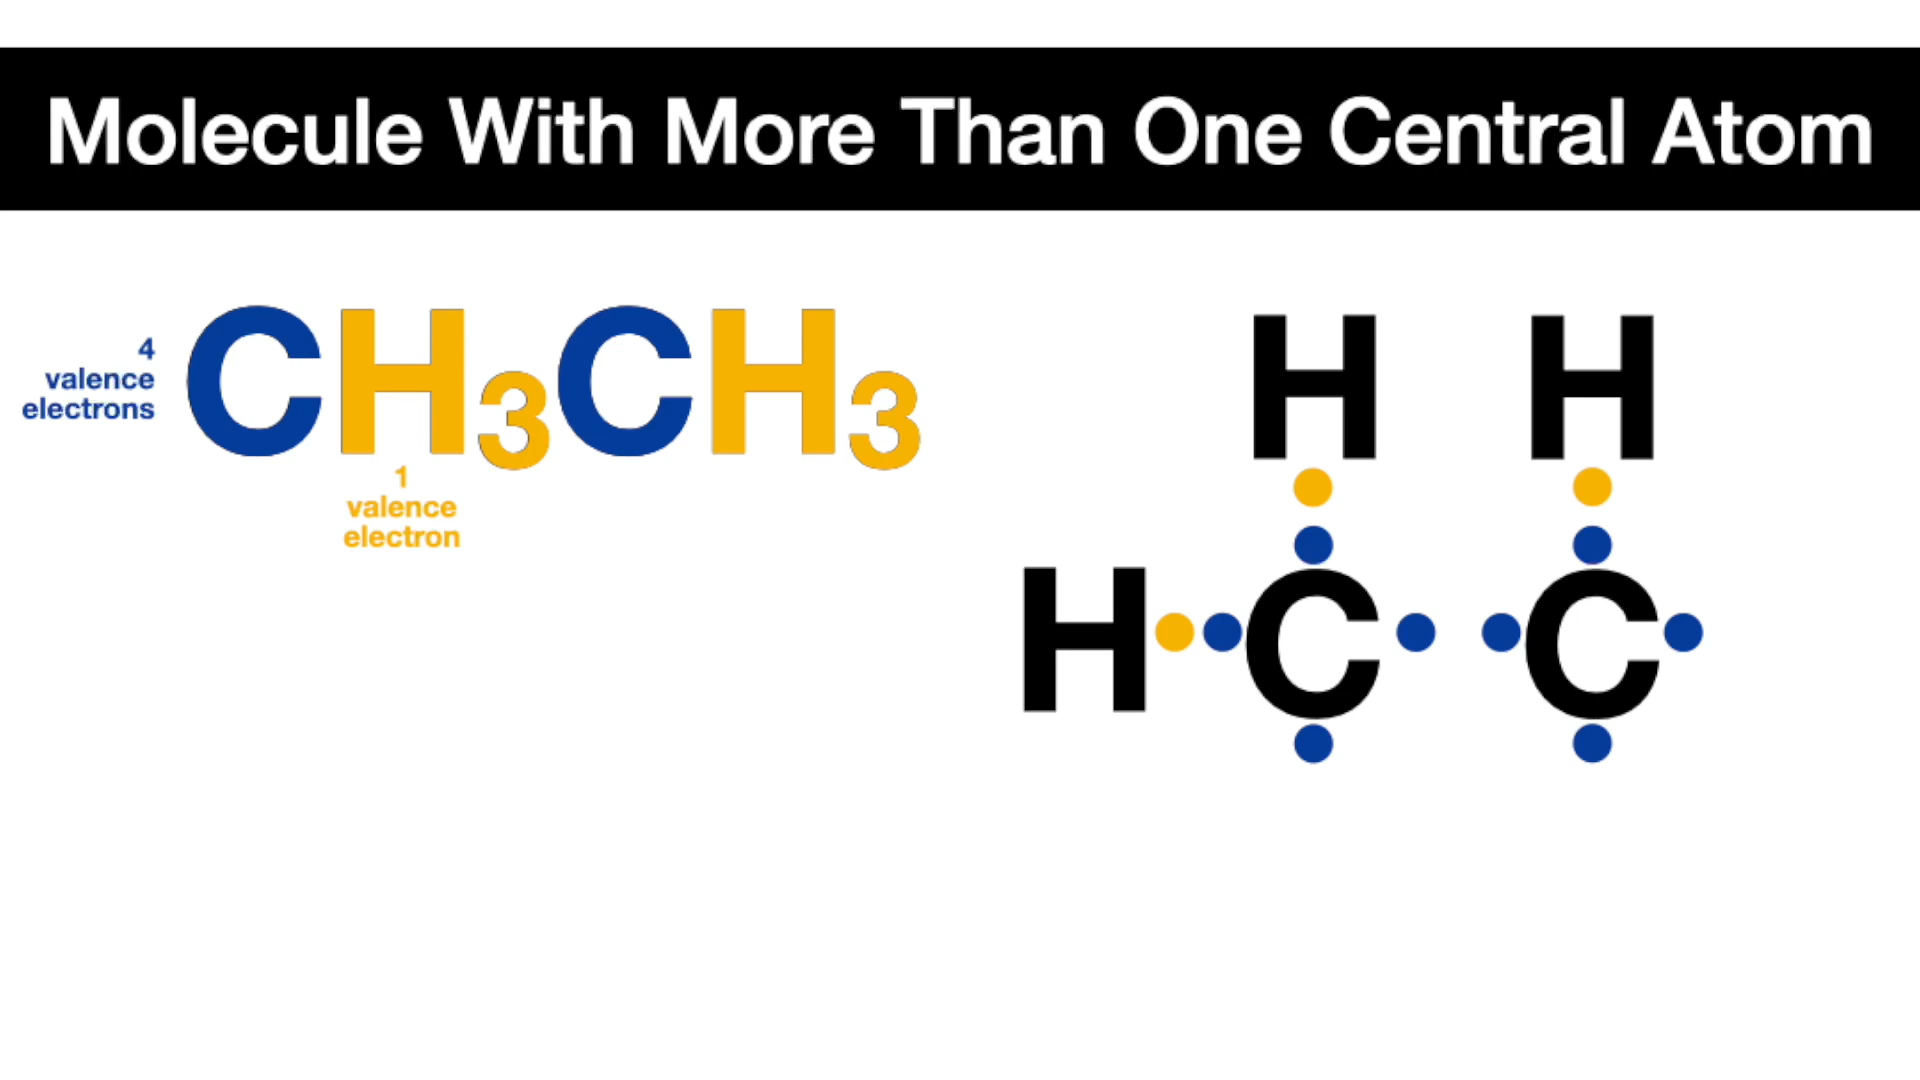 Molecule With More Than One Central Atom
4
valence
electrons
CH₃CH₃
1
valence
electron
H H
H C C